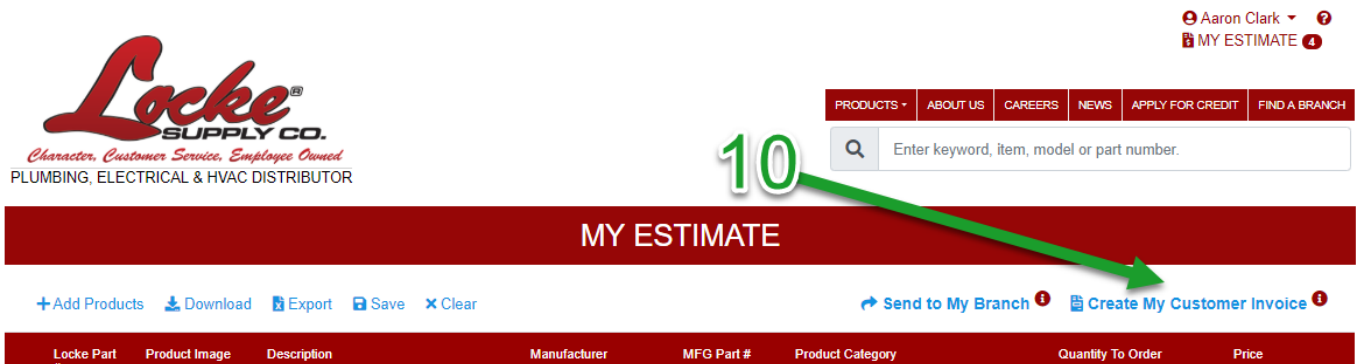 Aaron Clark
MY ESTIMATE 4
Locke®
SUPPLY CO.
Character, Customer Service, Employee Owned
PLUMBING, ELECTRICAL & HVAC DISTRIBUTOR
PRODUCTS ABOUT US CAREERS NEWS APPLY FOR CREDIT FIND A BRANCH
Enter keyword, item, model or part number.
10
MY ESTIMATE
+Add Products Download Export Save × Clear Send to My Branch Create My Customer Invoice
Locke Part Product Image Description Manufacturer MFG Part # Product Category Quantity To Order Price